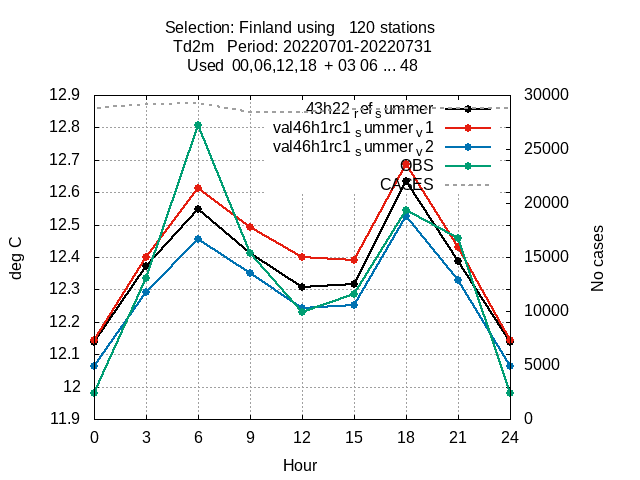 Selection: Finland using   120 stations
Td2m   Period: 20220701-20220731
Used  00,06,12,18  + 03 06 ... 48
12.9
12.8
12.7
12.6
12.5
12.4
12.3
12.2
12.1
12
11.9
deg C
43h22_ref_summer
val46h1rc1_summer_v1
val46h1rc1_summer_v2
OBS
CASES
30000
25000
20000
15000
10000
5000
0
No cases
0 3 6 9 12 15 18 21 24
Hour